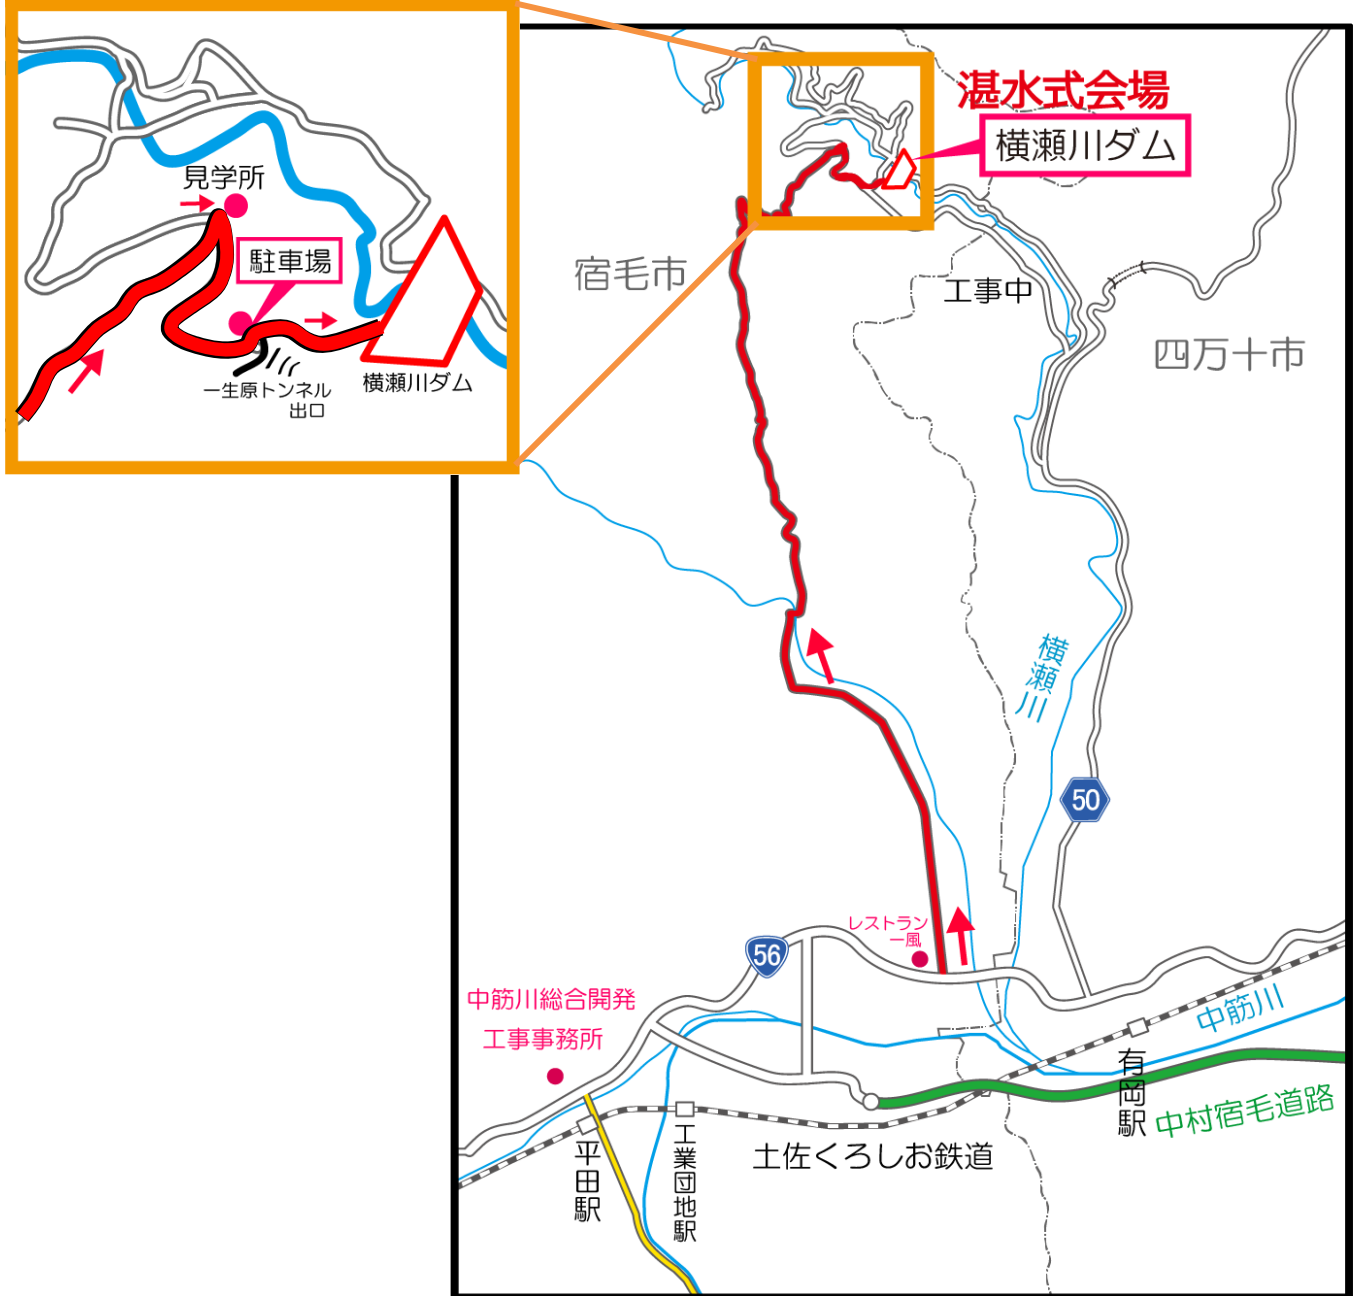 見学所
駐車場
一生原トンネル
出口
横瀬川ダム
湛水式会場
横瀬川ダム
宿毛市
工事中
四万十市
横瀬川
50
レストラン
一風
56
中筋川総合開発
工事事務所
中筋川
有岡駅
中村宿毛道路
土佐くろしお鉄道
平田駅
工業団地駅